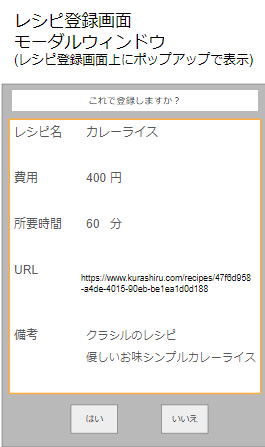 レシピ登録画面
モーダルウィンドウ
(レシピ登録画面上にポップアップで表示)
これで登録しますか？
レシピ名 カレーライス
費用 400 円
所要時間 60 分
URL https://www.kurashiru.com/recipes/47f6d958
-a4de-4015-90eb-be1ea1d0d188
備考 クラシルのレシピ
優しいお味シンプルカレーライス
はい いいえ